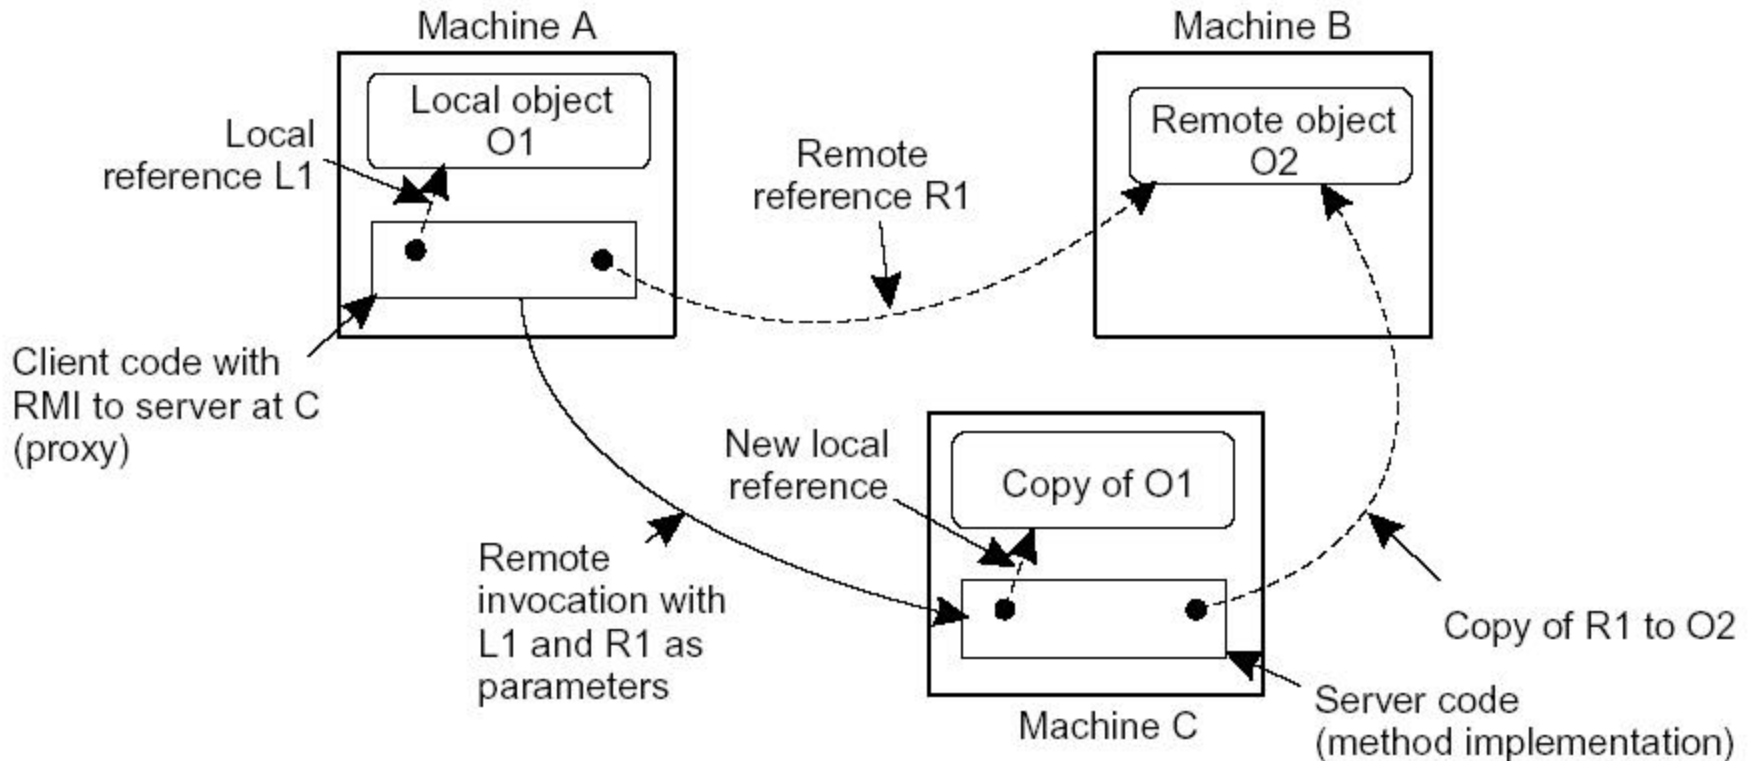 Machine A
Machine B
Local object
O1
Remote object
O2
Local
reference L1
Remote
reference R1
Client code with
RMI to server at C
(proxy)
New local
reference
Copy of O1
Remote
invocation with
L1 and R1 as
parameters
Copy of R1 to O2
Machine C
Server code
(method implementation)